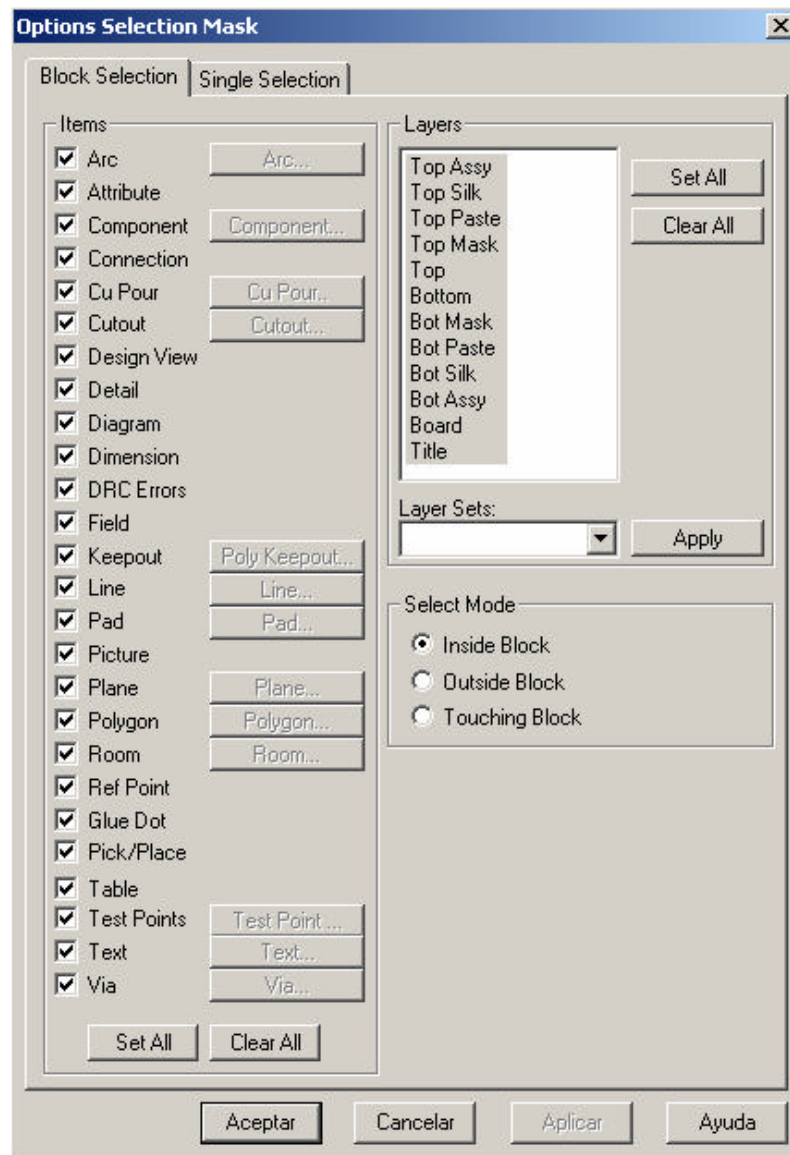 Options Selection Mask
Block Selection
Single Selection
Items
Arc
Arc...
Attribute
Component
Component...
Connection
Cu Pour
Cu Pour..
Cutout
Cutout...
Design View
Detail
Diagram
Dimension
DRC Errors
Field
Keepout
Poly Keepout...
Line
Line...
Pad
Pad...
Picture
Plane
Plane...
Polygon
Polygon...
Room
Room...
Ref Point
Glue Dot
Pick/Place
Table
Test Points
Test Point ...
Text
Text...
Via
Via...
Set All
Clear All
Layers
Top Assy
Top Silk
Top Paste
Top Mask
Top
Bottom
Bot Mask
Bot Paste
Bot Silk
Bot Assy
Board
Title
Set All
Clear All
Layer Sets:
Apply
Select Mode
Inside Block
Outside Block
Touching Block
Aceptar
Cancelar
Aplicar
Ayuda